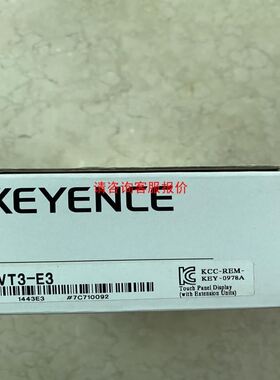 请咨询客服报价
KEYENCE
VT3-E3
1443E3 #7C710092
KCC-REM-
KEY-0978A
Touch Panel Display
(with Extension Units)